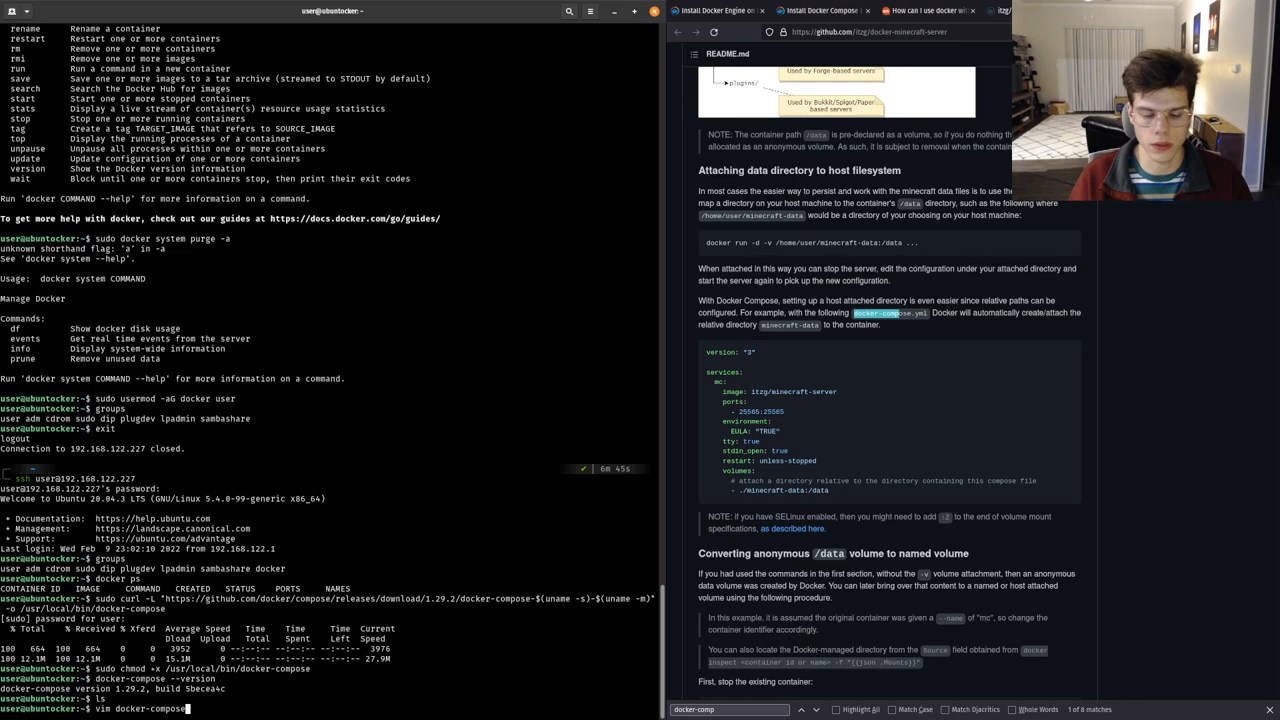 user@ubuntocker: ~
rename      Rename a container
restart     Restart one or more containers
rm          Remove one or more containers
rmi         Remove one or more images
run         Run a command in a new container
save        Save one or more images to a tar archive (streamed to STDOUT by default)
search      Search the Docker Hub for images
start       Start one or more stopped containers
stats       Display a live stream of container(s) resource usage statistics
stop        Stop one or more running containers
tag         Create a tag TARGET_IMAGE that refers to SOURCE_IMAGE
top         Display the running processes of a container
unpause     Unpause all processes within one or more containers
update      Update configuration of one or more containers
version     Show the Docker version information
wait        Block until one or more containers stop, then print their exit codes
Run 'docker COMMAND --help' for more information on a command.
To get more help with docker, check out our guides at https://docs.docker.com/go/guides/
user@ubuntocker:~$ sudo docker system purge -a
unknown shorthand flag: 'a' in -a
See 'docker system --help'.
Usage:  docker system COMMAND
Manage Docker
Commands:
df          Show docker disk usage
events      Get real time events from the server
info        Display system-wide information
prune       Remove unused data
Run 'docker system COMMAND --help' for more information on a command.
user@ubuntocker:~$ sudo usermod -aG docker user
user@ubuntocker:~$ groups
user adm cdrom sudo dip plugdev lpadmin sambashare
user@ubuntocker:~$ exit
logout
Connection to 192.168.122.227 closed.
~ ✔ 6m 45s
ssh user@192.168.122.227
user@192.168.122.227's password:
Welcome to Ubuntu 20.04.3 LTS (GNU/Linux 5.4.0-99-generic x86_64)
* Documentation:  https://help.ubuntu.com
* Management:     https://landscape.canonical.com
* Support:        https://ubuntu.com/advantage
Last login: Wed Feb  9 23:02:10 2022 from 192.168.122.1
user@ubuntocker:~$ groups
user adm cdrom sudo dip plugdev lpadmin sambashare docker
user@ubuntocker:~$ docker ps
CONTAINER ID   IMAGE     COMMAND   CREATED   STATUS    PORTS     NAMES
user@ubuntocker:~$ sudo curl -L "https://github.com/docker/compose/releases/download/1.29.2/docker-compose-$(uname -s)-$(uname -m)"
-o /usr/local/bin/docker-compose
[sudo] password for user:
% Total    % Received % Xferd  Average Speed   Time    Time     Time  Current
Dload  Upload   Total   Spent    Left  Speed
100   664  100   664    0     0   3952      0 --:--:-- --:--:-- --:--:--  3976
100 12.1M  100 12.1M    0     0  15.1M      0 --:--:-- --:--:-- --:--:-- 27.9M
user@ubuntocker:~$ sudo chmod +x /usr/local/bin/docker-compose
user@ubuntocker:~$ docker-compose --version
docker-compose version 1.29.2, build 5becea4c
user@ubuntocker:~$ ls
user@ubuntocker:~$ vim docker-compose
Install Docker Engine on
Install Docker Compose
How can I use docker wit
itzg/
https://github.com/itzg/docker-minecraft-server
README.md
Used by Forge-based servers
plugins/
Used by Bukkit/Spigot/Paper
based servers
NOTE: The container path /data is pre-declared as a volume, so if you do nothing th
allocated as an anonymous volume. As such, it is subject to removal when the contain
Attaching data directory to host filesystem
In most cases the easier way to persist and work with the minecraft data files is to use the
map a directory on your host machine to the container's /data directory, such as the following where
/home/user/minecraft-data would be a directory of your choosing on your host machine:
docker run -d -v /home/user/minecraft-data:/data ...
When attached in this way you can stop the server, edit the configuration under your attached directory and
start the server again to pick up the new configuration.
With Docker Compose, setting up a host attached directory is even easier since relative paths can be
configured. For example, with the following docker-compose.yml Docker will automatically create/attach the
relative directory minecraft-data to the container.
version: "3"
services:
mc:
image: itzg/minecraft-server
ports:
- 25565:25565
environment:
EULA: "TRUE"
tty: true
stdin_open: true
restart: unless-stopped
volumes:
# attach a directory relative to the directory containing this compose file
- ./minecraft-data:/data
NOTE: if you have SELinux enabled, then you might need to add :Z to the end of volume mount
specifications, as described here.
Converting anonymous /data volume to named volume
If you had used the commands in the first section, without the -v volume attachment, then an anonymous
data volume was created by Docker. You can later bring over that content to a named or host attached
volume using the following procedure.
In this example, it is assumed the original container was given a --name of "mc", so change the
container identifier accordingly.
You can also locate the Docker-managed directory from the Source field obtained from docker
inspect <container id or name> -f "{{json .Mounts}}"
First, stop the existing container:
docker-comp
Highlight All
Match Case
Match Diacritics
Whole Words
1 of 8 matches